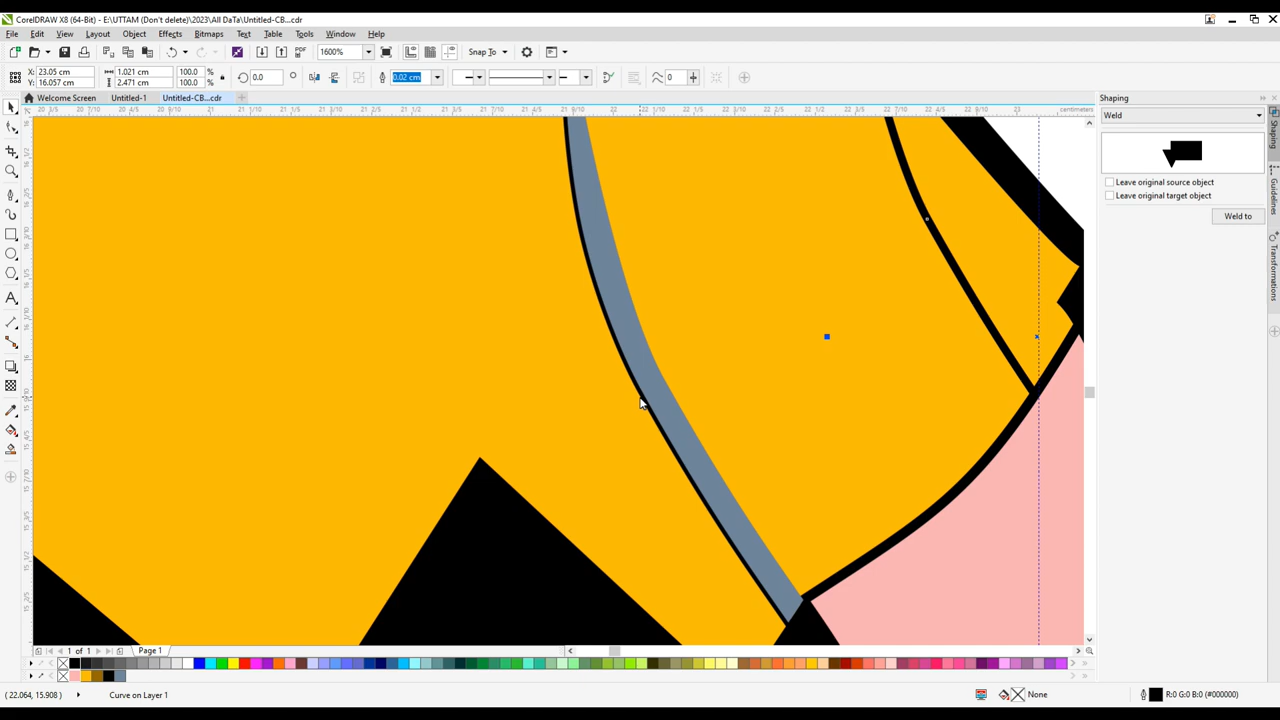 CorelDRAW X8 (64-Bit) - E:\UTTAM (Don't delete)\2023\All DaTa\Untitled-CB...cdr
File Edit View Layout Object Effects Bitmaps Text Table Tools Window Help
1600% Snap To
X: 23.05 cm 1.021 cm 100.0 % 0.0 0.02 cm 0
Y: 16.057 cm 2.471 cm 100.0 %
Welcome Screen Untitled-1 Untitled-CB...cdr
Shaping
centimeters
Weld
Leave original source object
Leave original target object
Weld to
Shaping
Guidelines
Transformations
1 of 1 Page 1
( 22.064, 15.908 ) Curve on Layer 1 None R:0 G:0 B:0 (#000000)